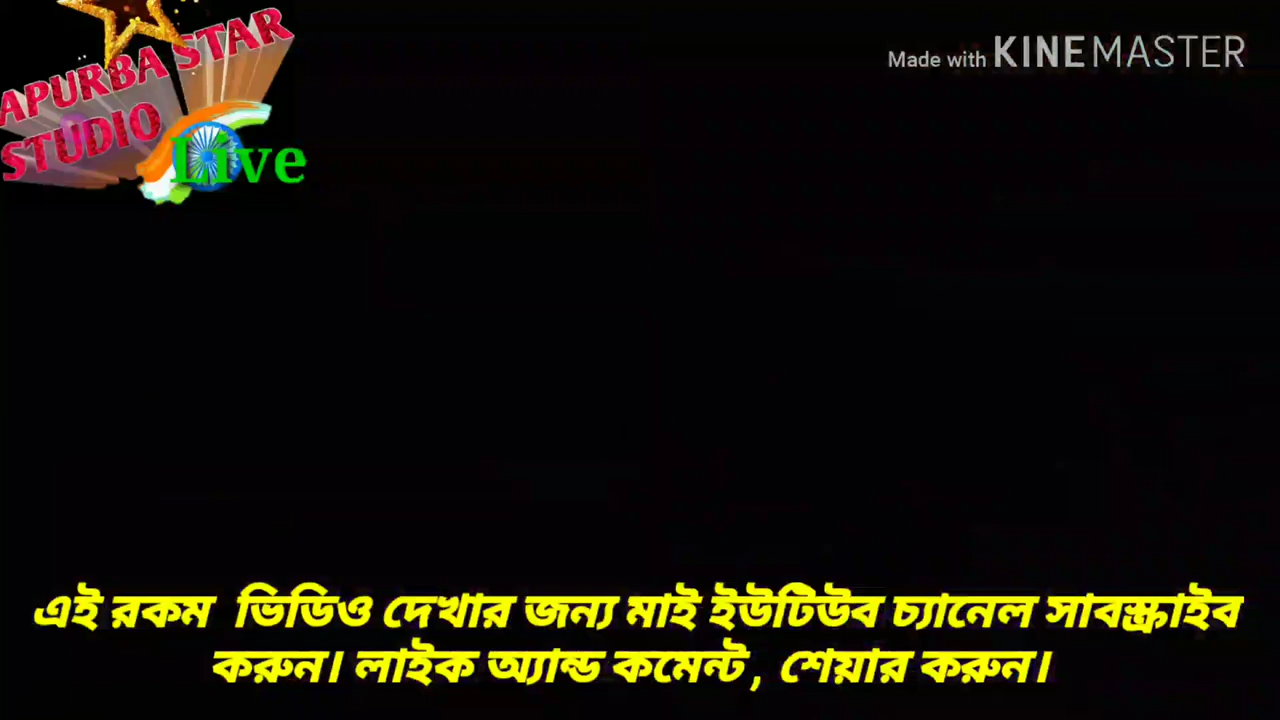 APURBA STAR
STUDIO
Live
Made with KINEMASTER
এই রকম ভিডিও দেখার জন্য মাই ইউটিউব চ্যানেল সাবস্ক্রাইব
করুন। লাইক অ্যান্ড কমেন্ট, শেয়ার করুন।